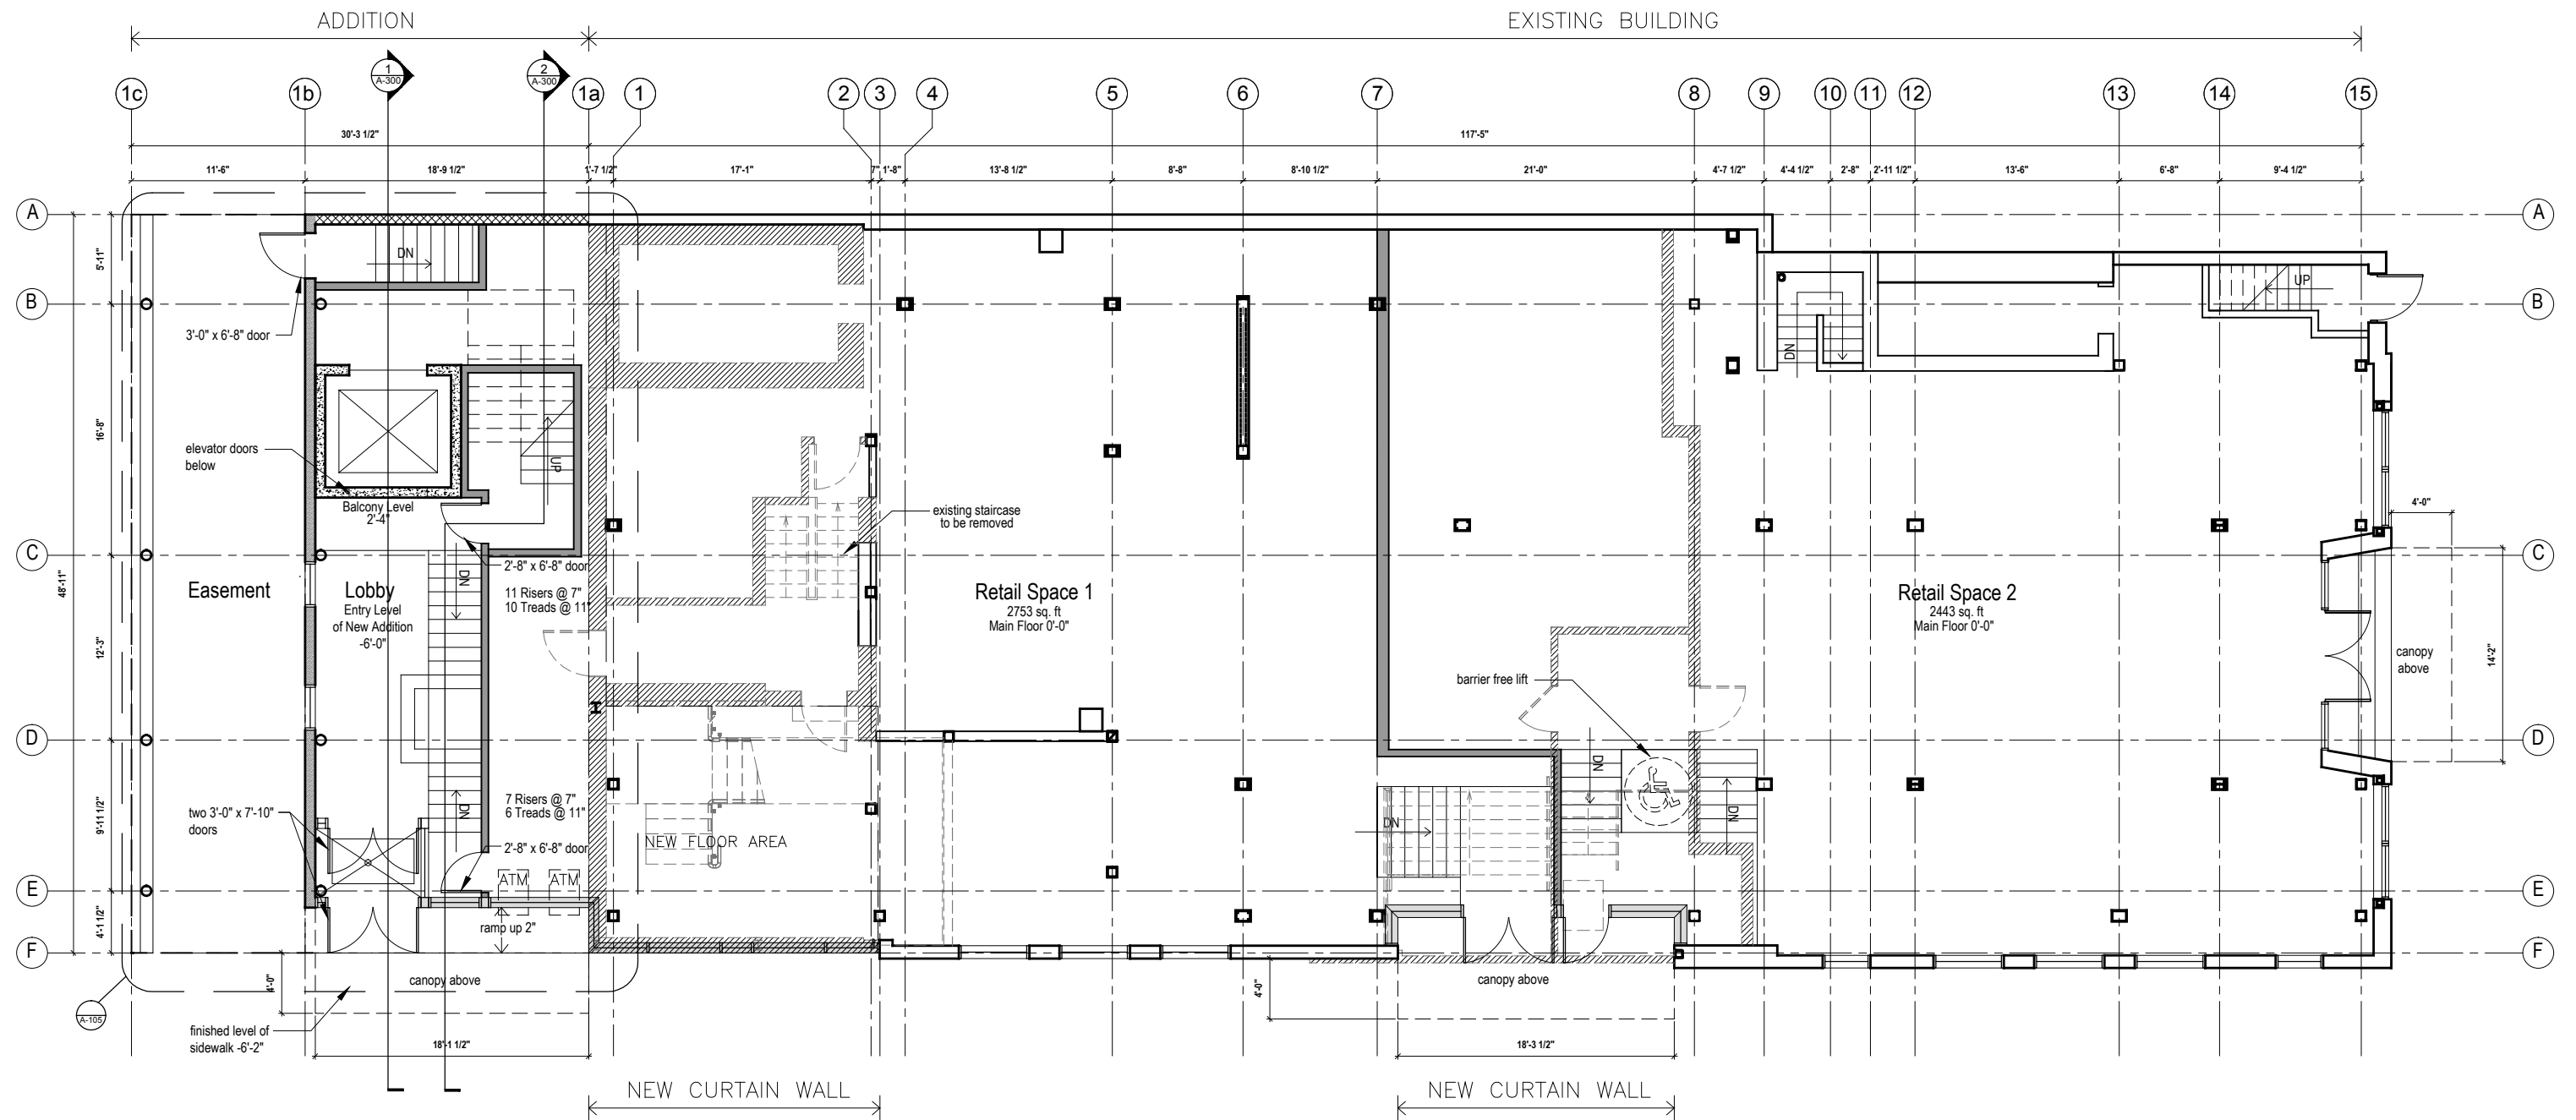 ADDITION
EXISTING BUILDING
1
A-300
2
A-300
1c
1b
1a
1
2
3
4
5
6
7
8
9
10
11
12
13
14
15
30'-3 1/2"
117'-5"
11'-6"
18'-9 1/2"
1'-7 1/2"
17'-1"
7"
1'-8"
13'-8 1/2"
8'-8"
8'-10 1/2"
21'-0"
4'-7 1/2"
4'-4 1/2"
2'-8"
2'-11 1/2"
13'-6"
6'-8"
9'-4 1/2"
A
A
5'-11"
DN
UP
B
B
3'-0" x 6'-8" door
DN
16'-8"
elevator doors
below
UP
Balcony Level
2'-4"
existing staircase
to be removed
4'-0"
C
C
2'-8" x 6'-8" door
DN
11 Risers @ 7"
10 Treads @ 11"
48'-11"
Easement
Lobby
Entry Level
of New Addition
-6'-0"
Retail Space 1
2753 sq. ft
Main Floor 0'-0"
Retail Space 2
2443 sq. ft
Main Floor 0'-0"
12'-3"
canopy
above
14'-2"
barrier free lift
D
D
DN
7 Risers @ 7"
6 Treads @ 11"
two 3'-0" x 7'-10"
doors
DN
DN
DN
9'-11 1/2"
NEW FLOOR AREA
2'-8" x 6'-8" door
ATM
ATM
E
E
4'-1 1/2"
ramp up 2"
F
F
canopy above
canopy above
4'-0"
4'-0"
A-105
finished level of
sidewalk -6'-2"
18'-1 1/2"
18'-3 1/2"
NEW CURTAIN WALL
NEW CURTAIN WALL